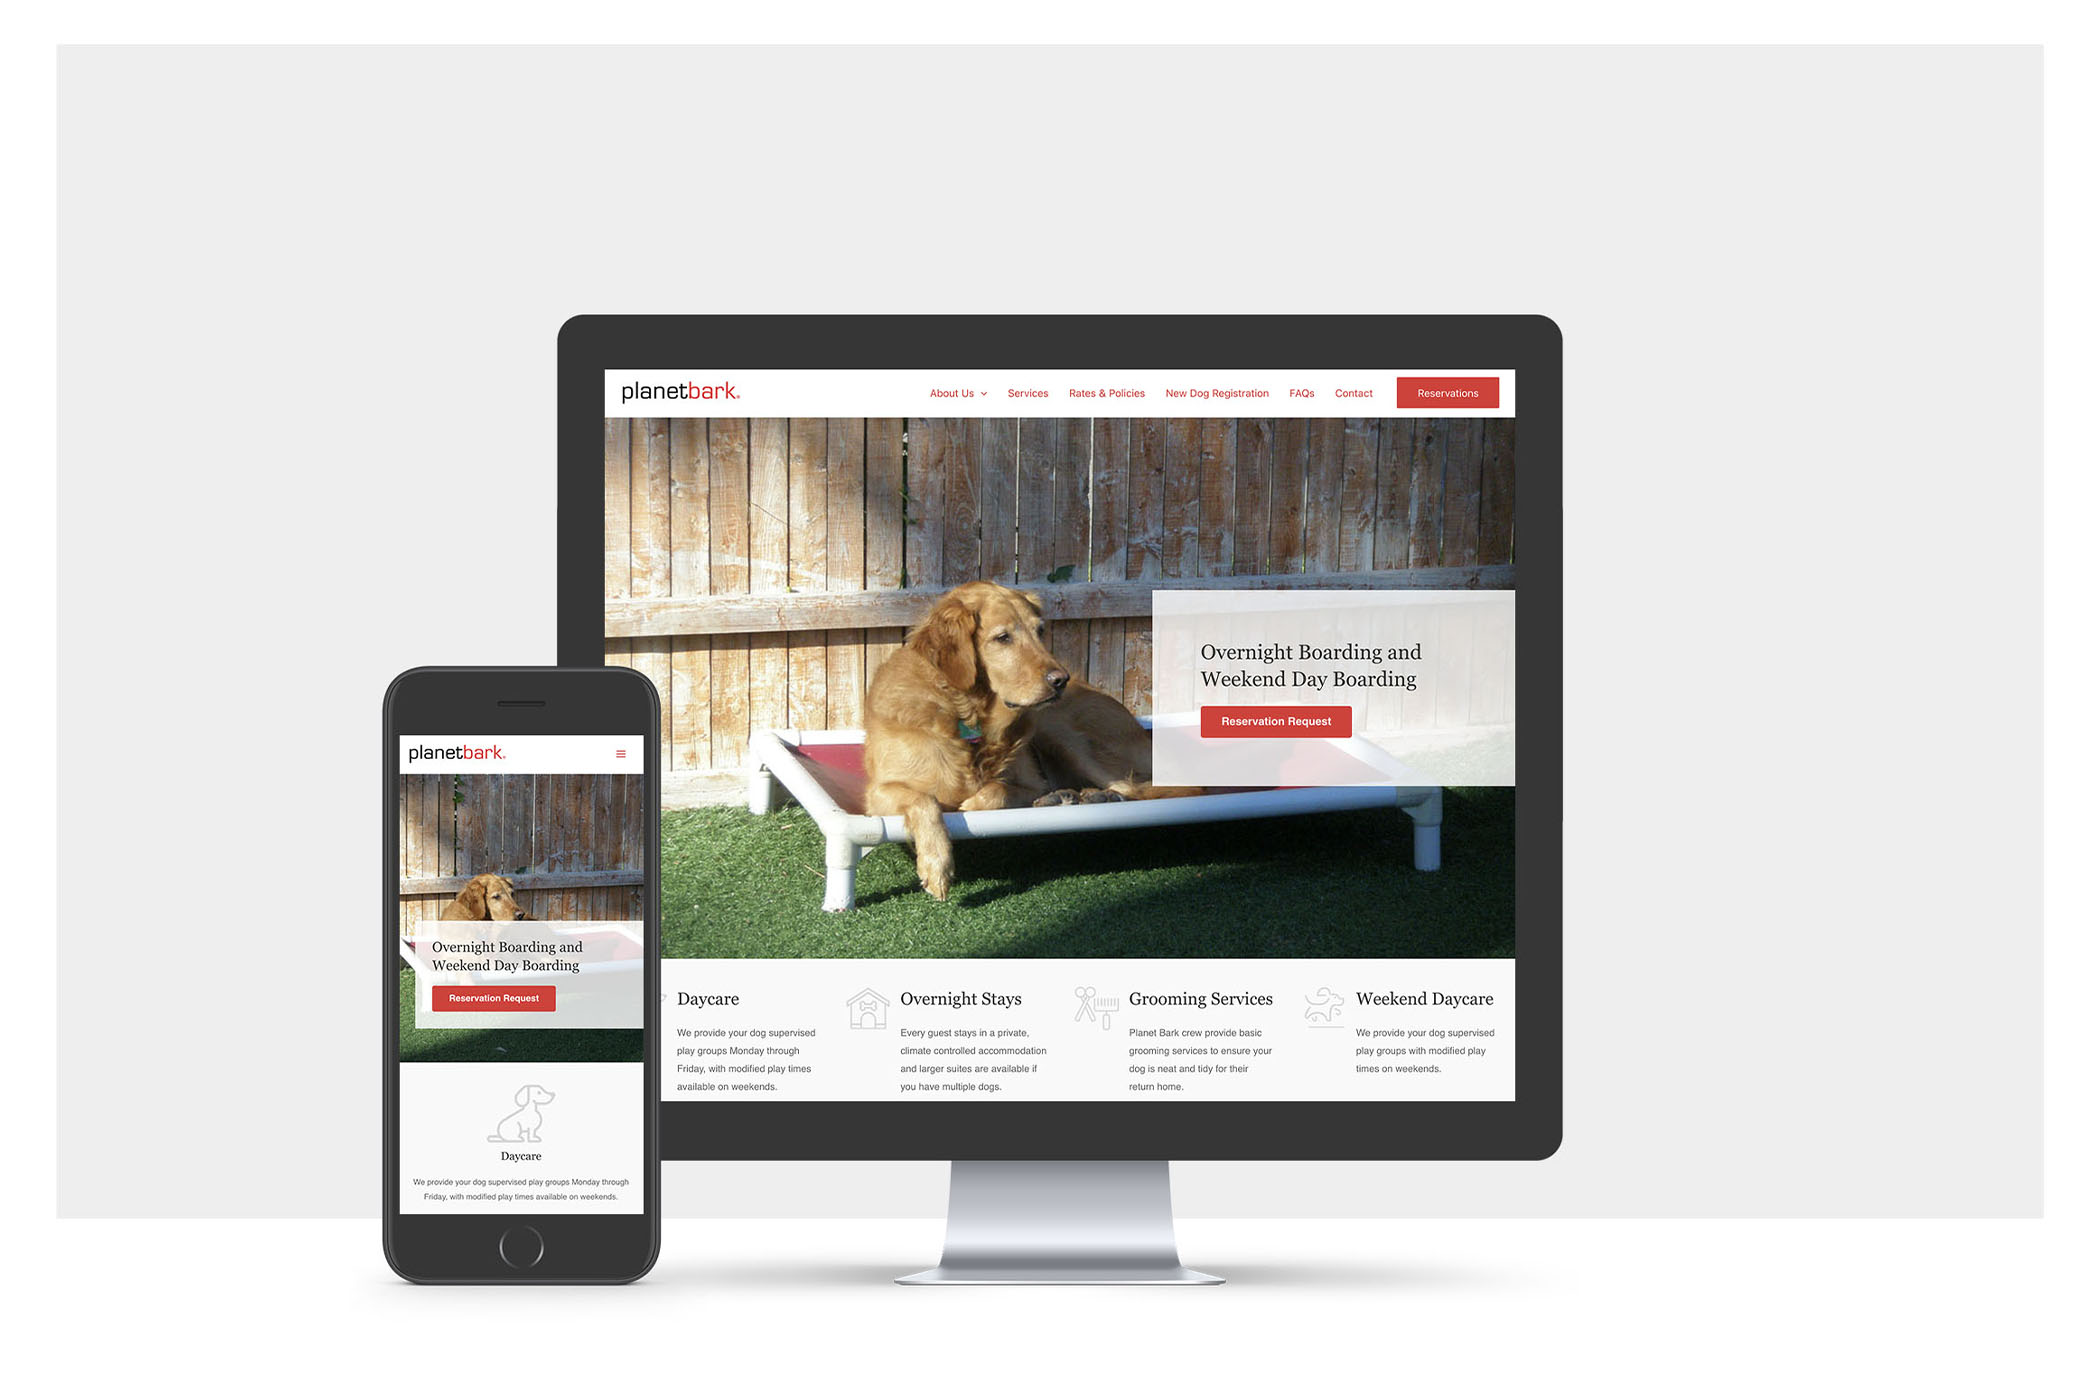 planetbark.
About Us Services Rates & Policies New Dog Registration FAQs Contact Reservations
Overnight Boarding and
Weekend Day Boarding
Reservation Request
Daycare
We provide your dog supervised
play groups Monday through
Friday, with modified play times
available on weekends.
Overnight Stays
Every guest stays in a private,
climate controlled accommodation
and larger suites are available if
you have multiple dogs.
Grooming Services
Planet Bark crew provide basic
grooming services to ensure your
dog is neat and tidy for their
return home.
Weekend Daycare
We provide your dog supervised
play groups with modified play
times on weekends.
planetbark.
Overnight Boarding and
Weekend Day Boarding
Reservation Request
Daycare
We provide your dog supervised play groups Monday through
Friday, with modified play times available on weekends.